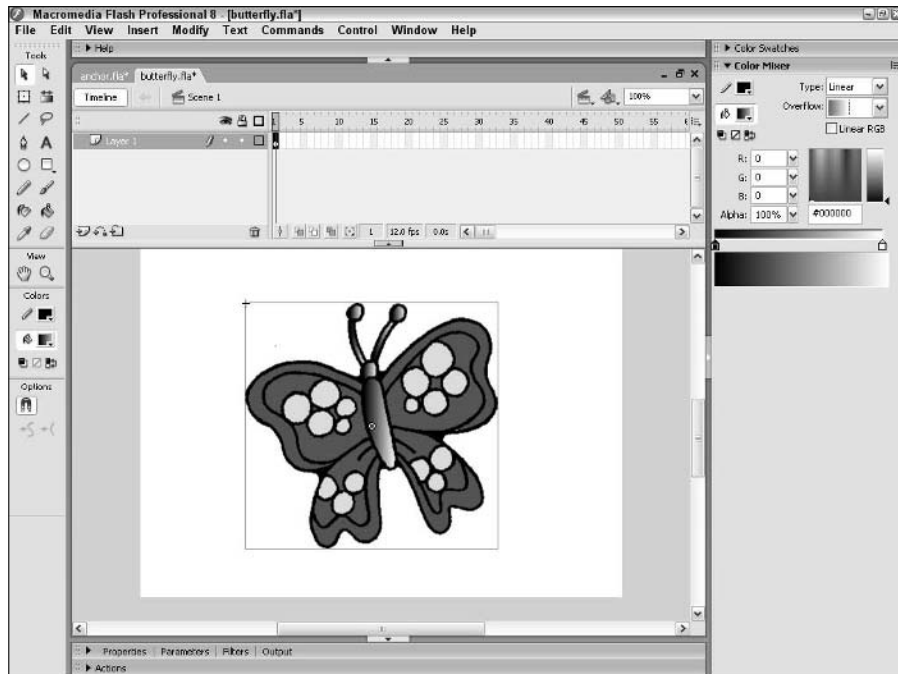 Macromedia Flash Professional 8 - [butterfly.fla*]
File Edit View Insert Modify Text Commands Control Window Help
Tools
View
Colors
Options
Help
anchor.fla* butterfly.fla*
Timeline Scene 1 100%
1 5 10 15 20 25 30 35 40 45 50 55
Layer 1
1 12.0 fps 0.0s
Properties Parameters Filters Output
Actions
Color Swatches
Color Mixer
Type: Linear
Overflow:
Linear RGB
R: 0
G: 0
B: 0
Alpha: 100% #000000